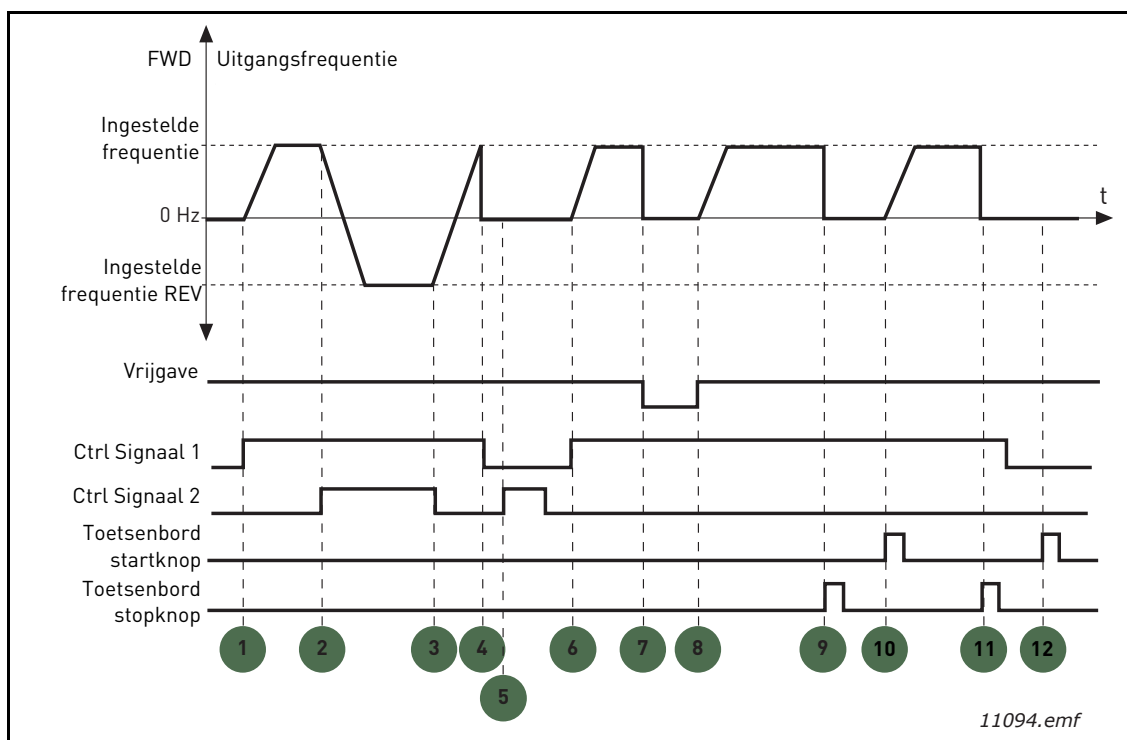 FWD
Uitgangsfrequentie
Ingestelde
frequentie
t
0 Hz
Ingestelde
frequentie REV
Vrijgave
Ctrl Signaal 1
Ctrl Signaal 2
Toetsenbord
startknop
Toetsenbord
stopknop
1 2 3 4 6 7 8 9 10 11 12
5
11094.emf